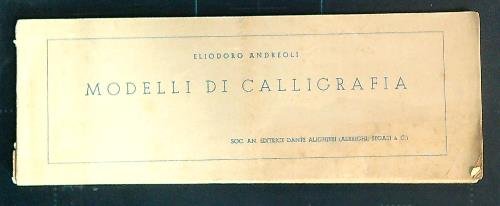 ELIODORO ANDREOLI
MODELLI DI CALLIGRAFIA
SOC. AN. EDITRICE DANTE ALIGHIERI (ALBRIGHI, SEGATI & C.)